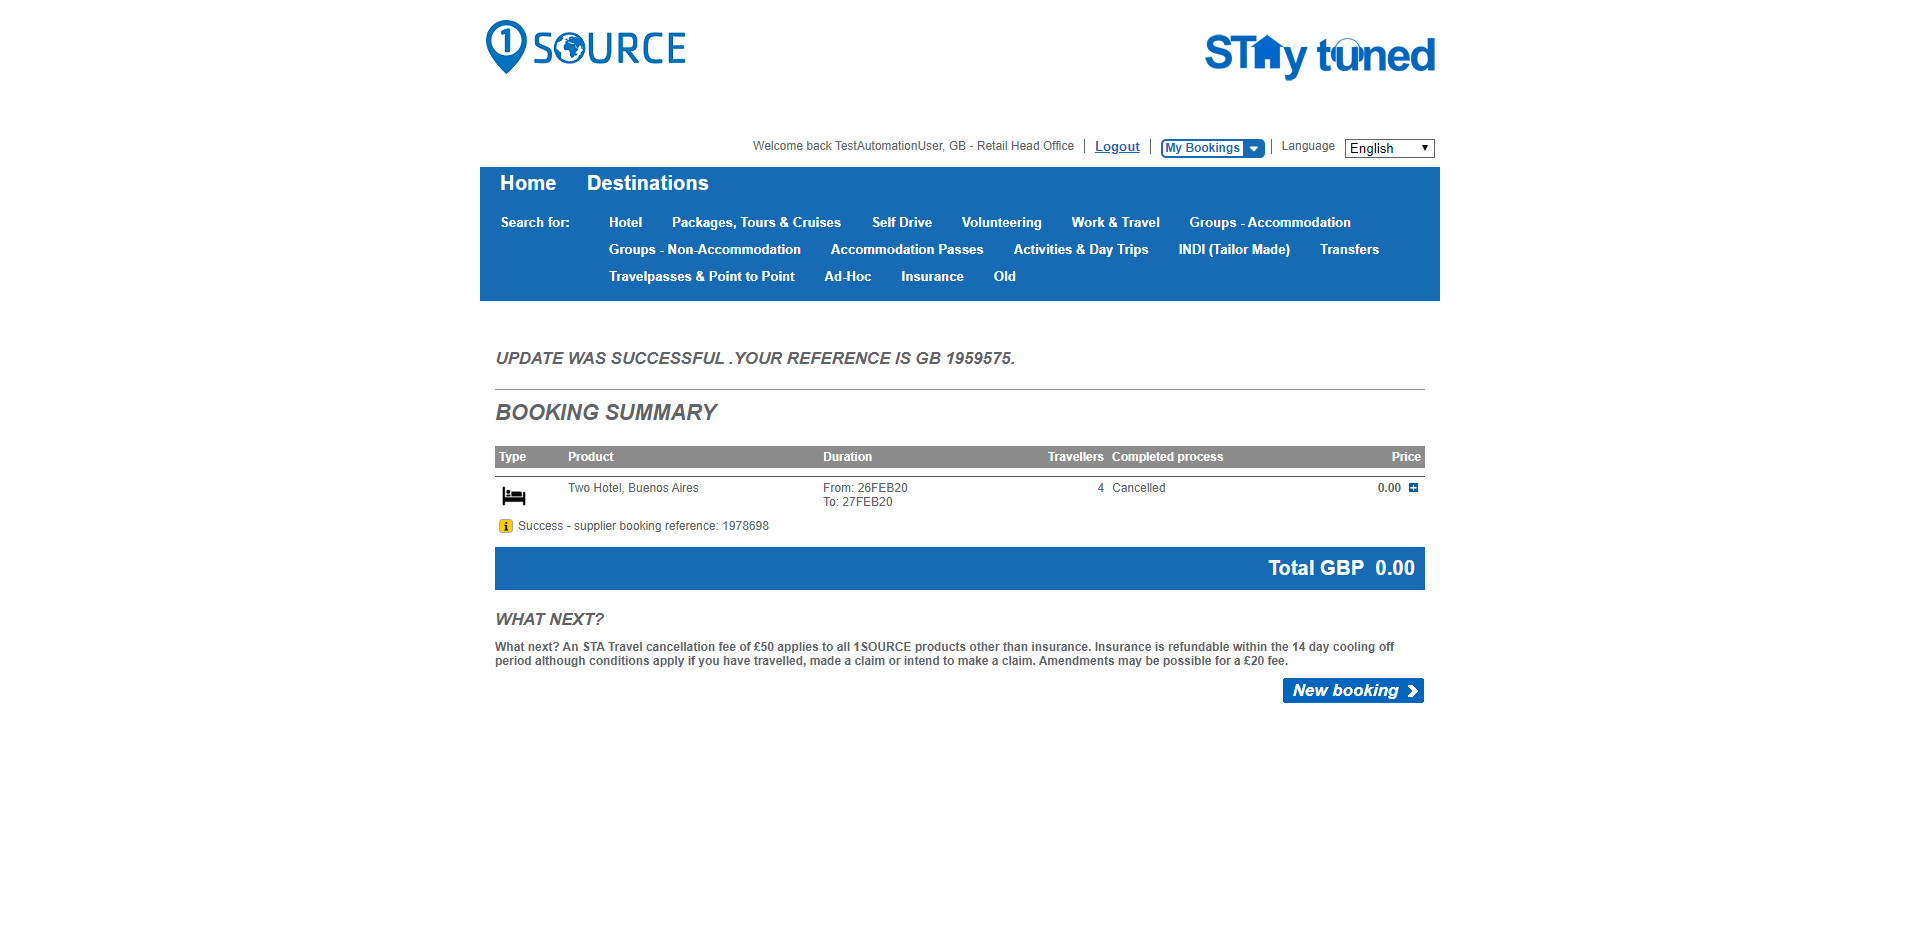 1 SOURCE
STAy tuned
Welcome back TestAutomationUser, GB - Retail Head Office Logout My Bookings Language English
Home Destinations
Search for: Hotel Packages, Tours & Cruises Self Drive Volunteering Work & Travel Groups - Accommodation
Groups - Non-Accommodation Accommodation Passes Activities & Day Trips INDI (Tailor Made) Transfers
Travelpasses & Point to Point Ad-Hoc Insurance Old
UPDATE WAS SUCCESSFUL .YOUR REFERENCE IS GB 1959575.
BOOKING SUMMARY
Type Product Duration Travellers Completed process Price
Two Hotel, Buenos Aires From: 26FEB20 4 Cancelled 0.00
To: 27FEB20
Success - supplier booking reference: 1978698
Total GBP 0.00
WHAT NEXT?
What next? An STA Travel cancellation fee of £50 applies to all 1SOURCE products other than insurance. Insurance is refundable within the 14 day cooling off
period although conditions apply if you have travelled, made a claim or intend to make a claim. Amendments may be possible for a £20 fee.
New booking